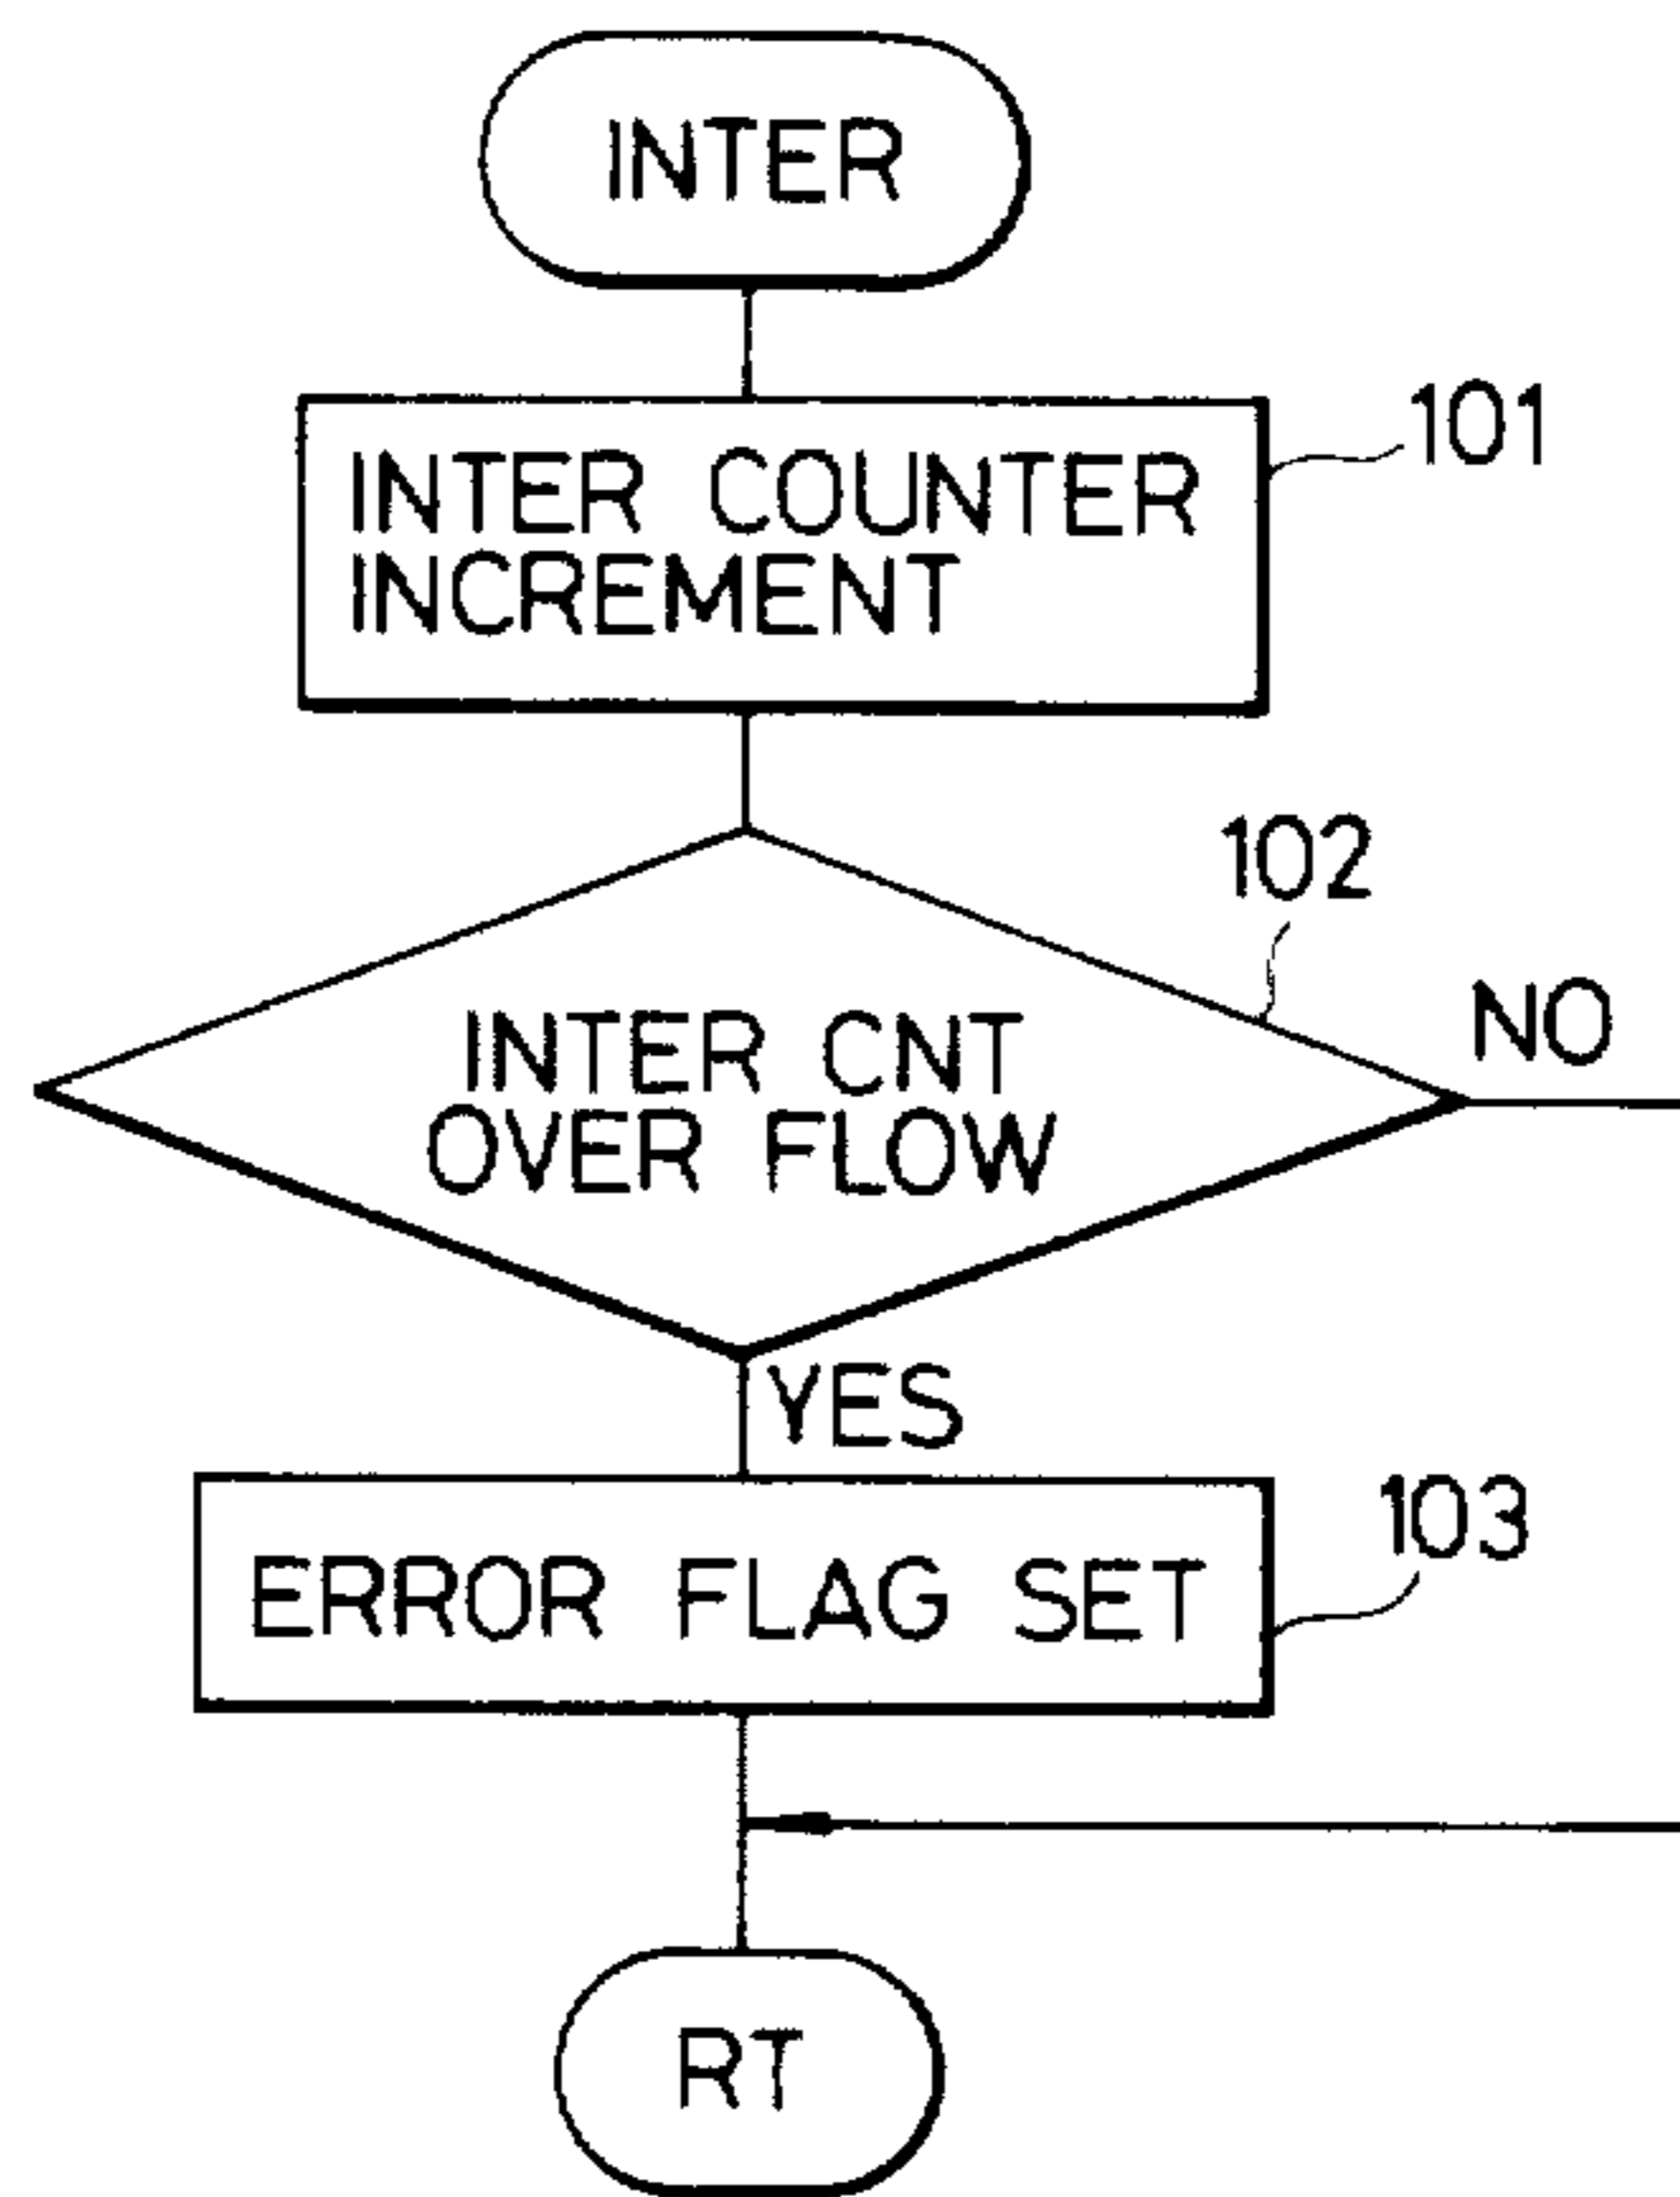 INTER
INTER COUNTER
INCREMENT
101
102
NO
INTER CNT
OVER FLOW
YES
ERROR FLAG SET
103
RT